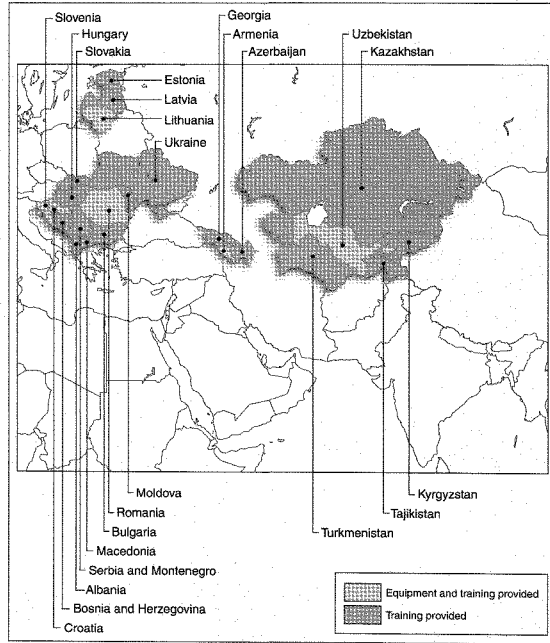 Slovenia
Hungary
Slovakia
Georgia
Armenia
Azerbaijan
Uzbekistan
Kazakhstan
Estonia
Latvia
Lithuania
Ukraine
Moldova
Romania
Bulgaria
Macedonia
Serbia and Montenegro
Albania
Bosnia and Herzegovina
Croatia
Kyrgyzstan
Tajikistan
Turkmenistan
Equipment and training provided
Training provided